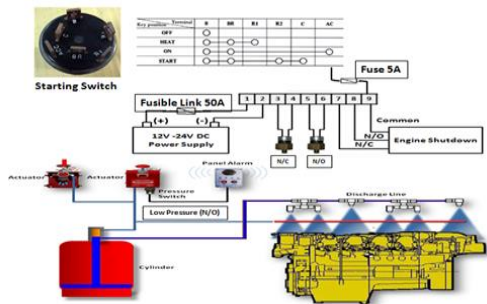 Terminal
Key position
B BR R1 R2 C AC
OFF
HEAT
ON
START
Starting Switch
Fuse 5A
Fusible Link 50A
1 2 3 4 5 6 7 8 9
(+) (-)
12V -24V DC
Power Supply
Common
N/O
N/C
Engine Shutdown
N/C
N/O
Actuator
Actuator
Panel Alarm
Pressure
Switch
Low Pressure (N/O)
Discharge Line
Cylinder